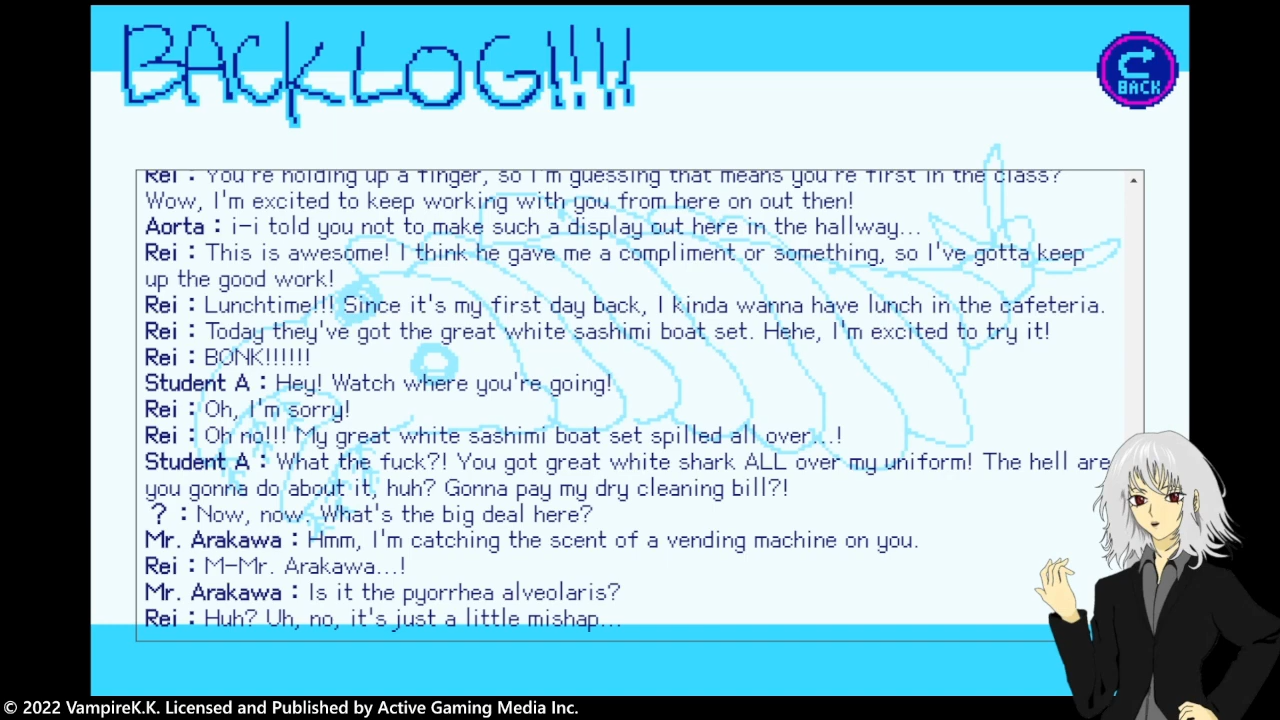 BACKLOG!!!!
BACK
Rei : You're holding up a finger, so I'm guessing that means you're first in the class?
Wow, I'm excited to keep working with you from here on out then!
Aorta : i-i told you not to make such a display out here in the hallway...
Rei : This is awesome! I think he gave me a compliment or something, so I've gotta keep
up the good work!
Rei : Lunchtime!!! Since it's my first day back, I kinda wanna have lunch in the cafeteria.
Rei : Today they've got the great white sashimi boat set. Hehe, I'm excited to try it!
Rei : BONK!!!!!!
Student A : Hey! Watch where you're going!
Rei : Oh, I'm sorry!
Rei : Oh no!!! My great white sashimi boat set spilled all over...!
Student A : What the fuck?! You got great white shark ALL over my uniform! The hell are
you gonna do about it, huh? Gonna pay my dry cleaning bill?!
? : Now, now. What's the big deal here?
Mr. Arakawa : Hmm, I'm catching the scent of a vending machine on you.
Rei : M-Mr. Arakawa...!
Mr. Arakawa : Is it the pyorrhea alveolaris?
Rei : Huh? Uh, no, it's just a little mishap...
© 2022 VampireK.K. Licensed and Published by Active Gaming Media Inc.